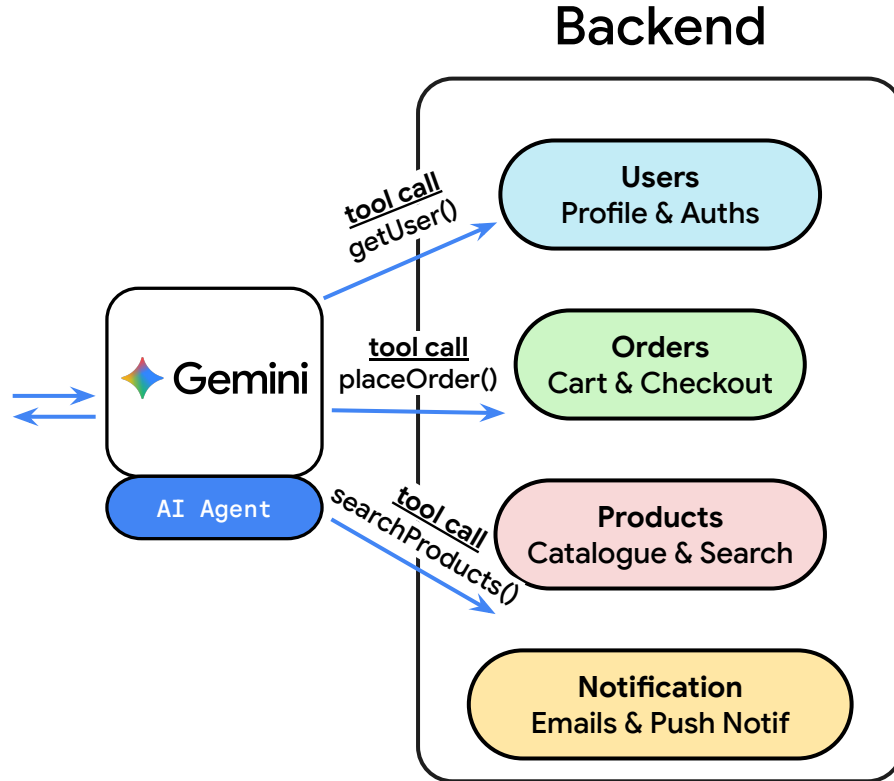 Backend
tool call
getUser()
Users
Profile & Auths
Gemini
AI Agent
tool call
placeOrder()
Orders
Cart & Checkout
tool call
searchProducts()
Products
Catalogue & Search
Notification
Emails & Push Notif